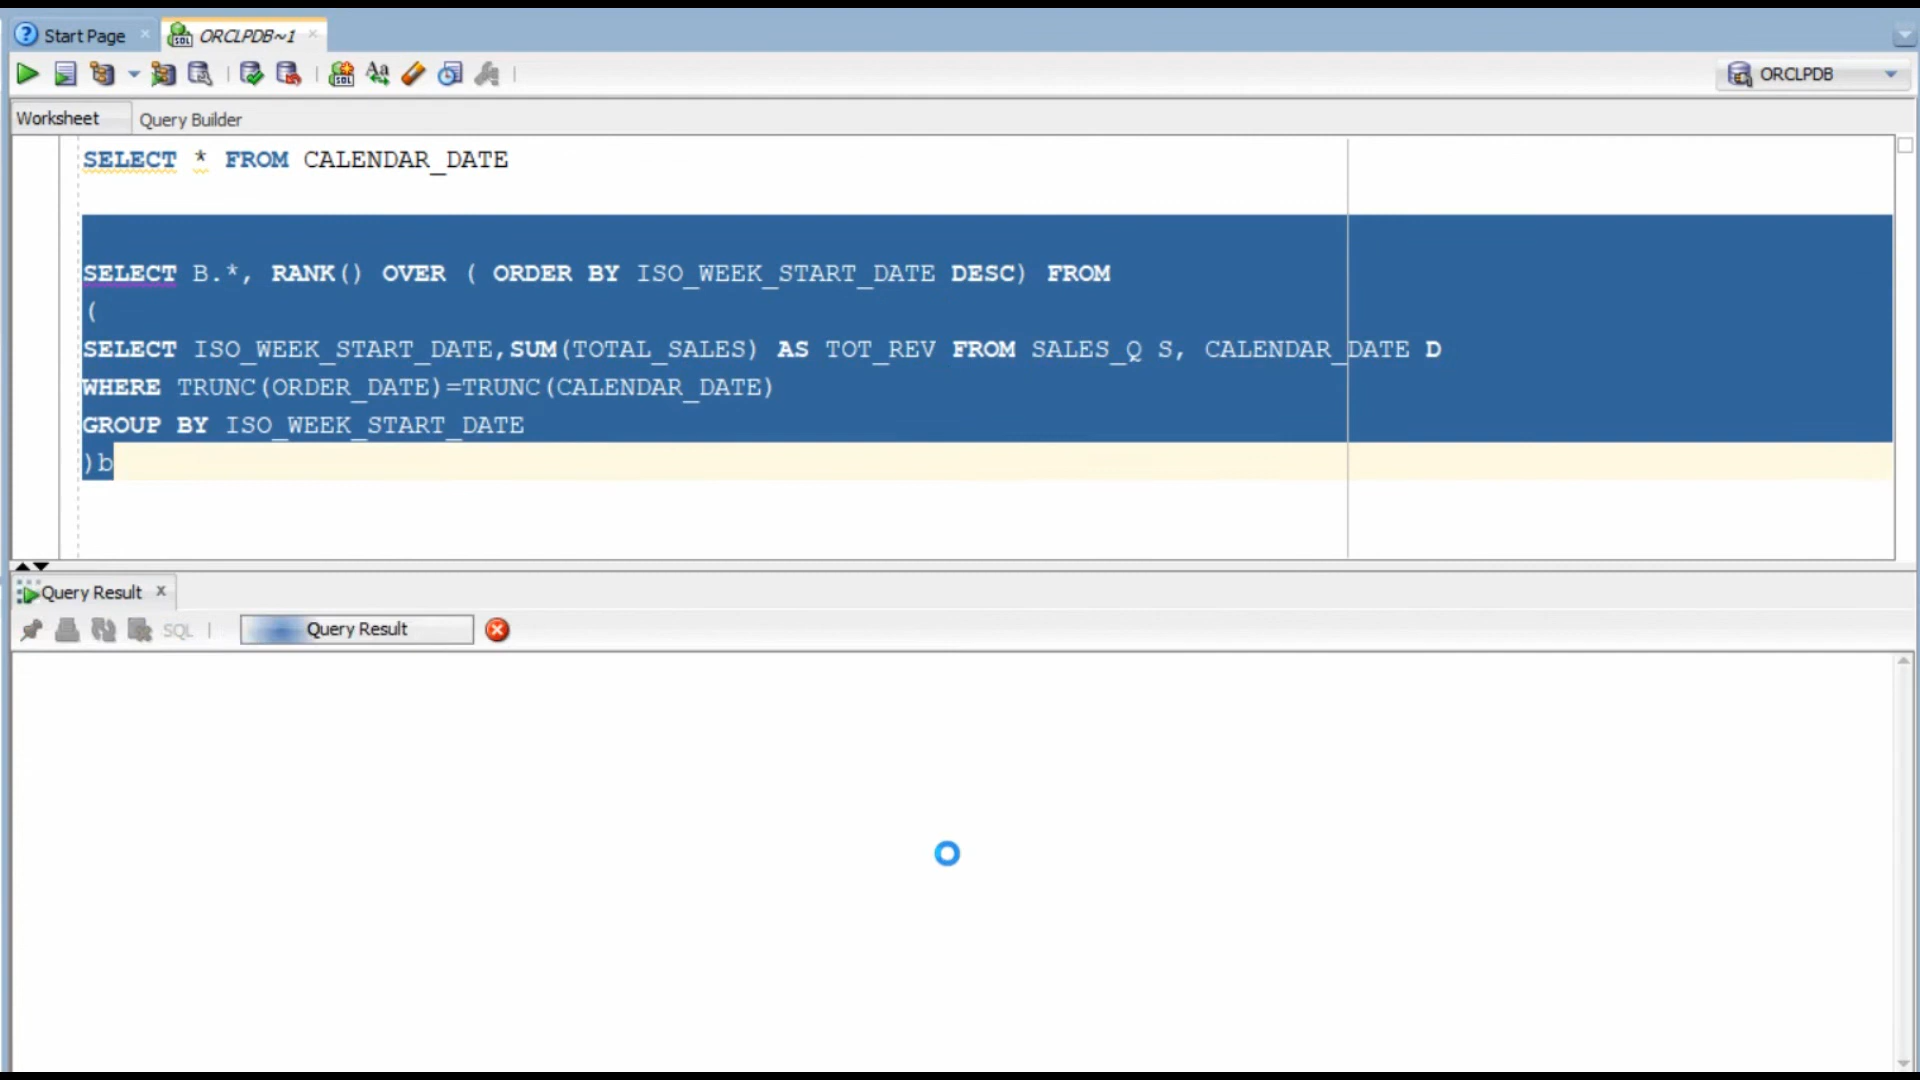 Start Page
ORCLPDB~1
ORCLPDB
Worksheet
Query Builder
SELECT * FROM CALENDAR_DATE
SELECT B.*, RANK() OVER ( ORDER BY ISO_WEEK_START_DATE DESC) FROM
(
SELECT ISO_WEEK_START_DATE,SUM(TOTAL_SALES) AS TOT_REV FROM SALES_Q S, CALENDAR_DATE D
WHERE TRUNC(ORDER_DATE)=TRUNC(CALENDAR_DATE)
GROUP BY ISO_WEEK_START_DATE
)b
Query Result
SQL
Query Result